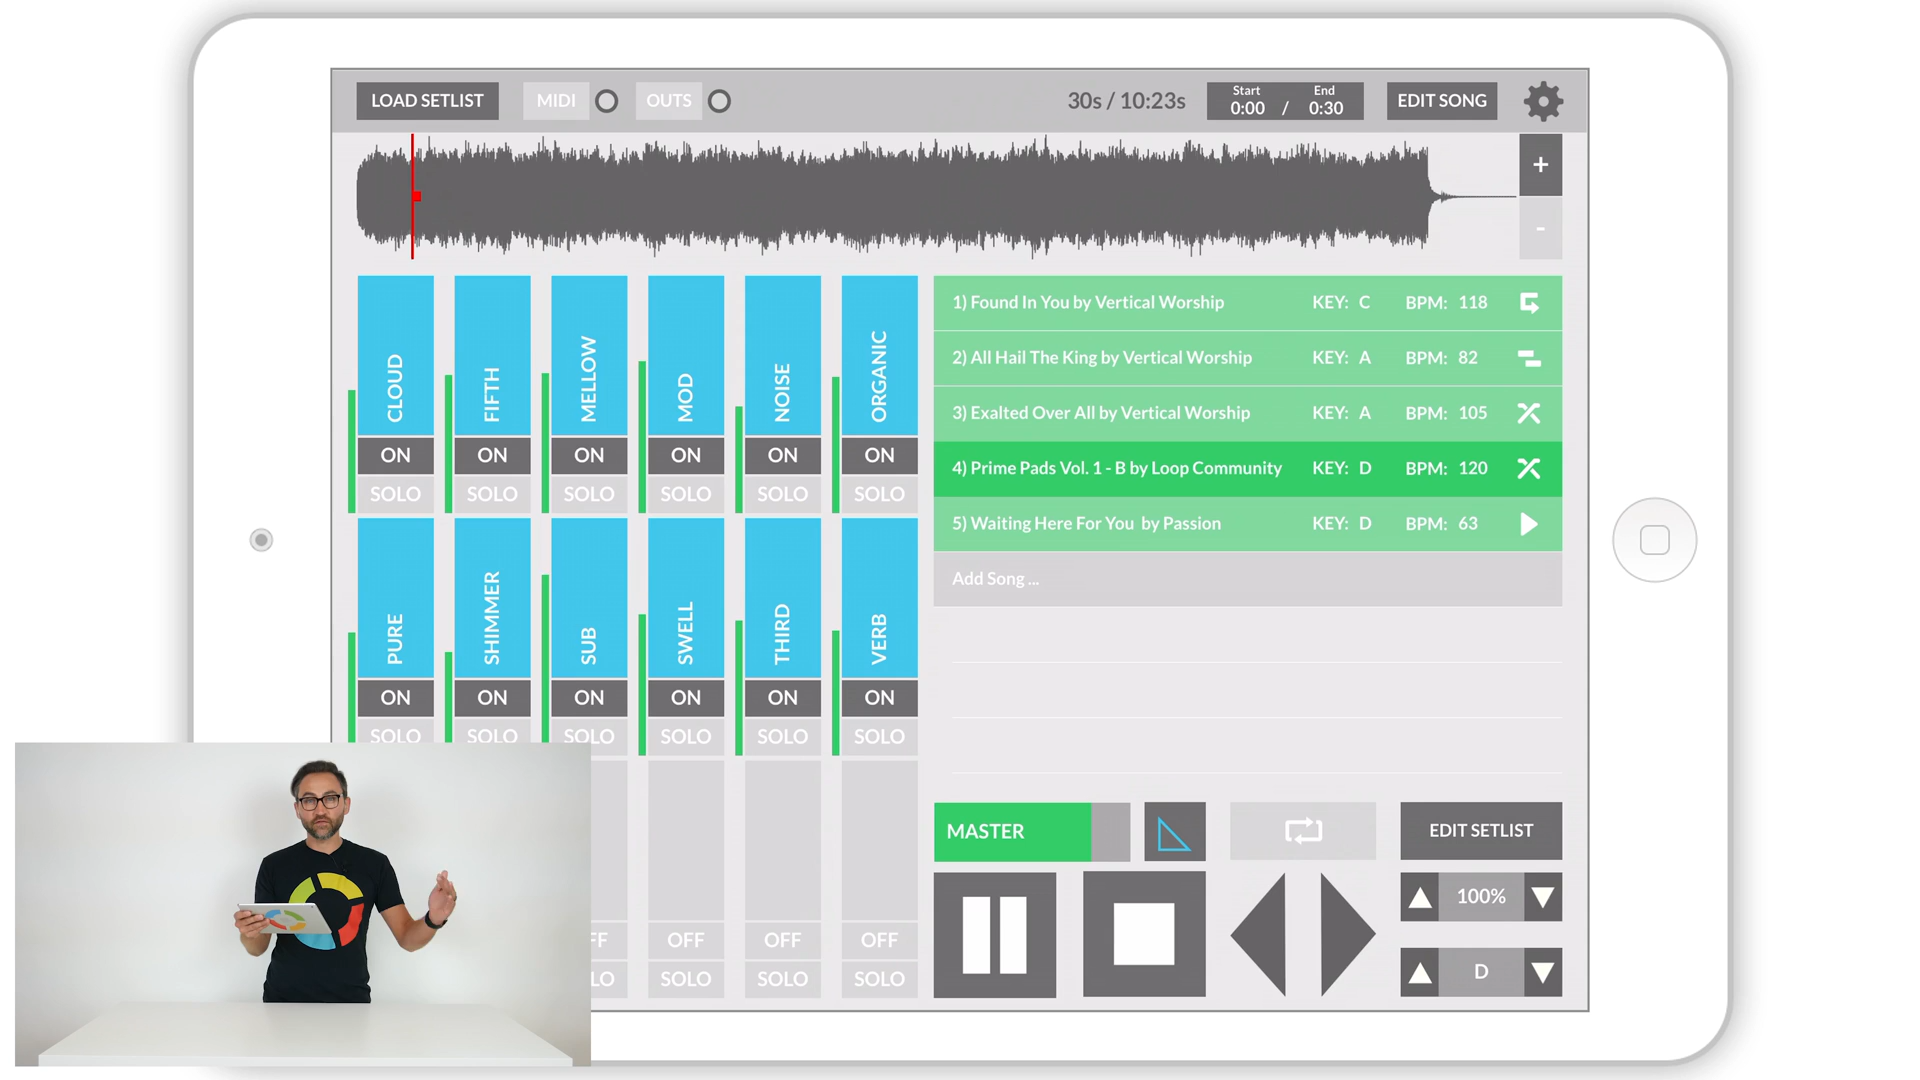 LOAD SETLIST MIDI OUTS 30s / 10:23s Start 0:00 / End 0:30 EDIT SONG
+
-
CLOUD FIFTH MELLOW MOD NOISE ORGANIC
ON ON ON ON ON ON
SOLO SOLO SOLO SOLO SOLO SOLO
PURE SHIMMER SUB SWELL THIRD VERB
ON ON ON ON ON ON
SOLO SOLO SOLO SOLO SOLO SOLO
FF OFF OFF OFF
LO SOLO SOLO SOLO
1) Found In You by Vertical Worship KEY: C BPM: 118
2) All Hail The King by Vertical Worship KEY: A BPM: 82
3) Exalted Over All by Vertical Worship KEY: A BPM: 105
4) Prime Pads Vol. 1 - B by Loop Community KEY: D BPM: 120
5) Waiting Here For You by Passion KEY: D BPM: 63
Add Song ...
MASTER EDIT SETLIST
100%
D